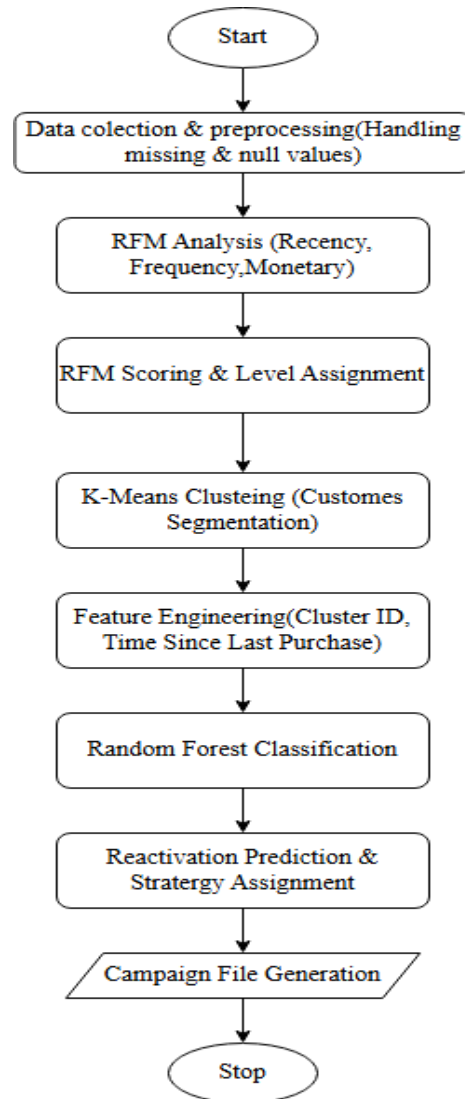 Start
Data colection & preprocessing(Handling
missing & null values)
RFM Analysis (Recency,
Frequency,Monetary)
RFM Scoring & Level Assignment
K-Means Clusteing (Customes
Segmentation)
Feature Engineering(Cluster ID,
Time Since Last Purchase)
Random Forest Classification
Reactivation Prediction &
Stratergy Assignment
Campaign File Generation
Stop